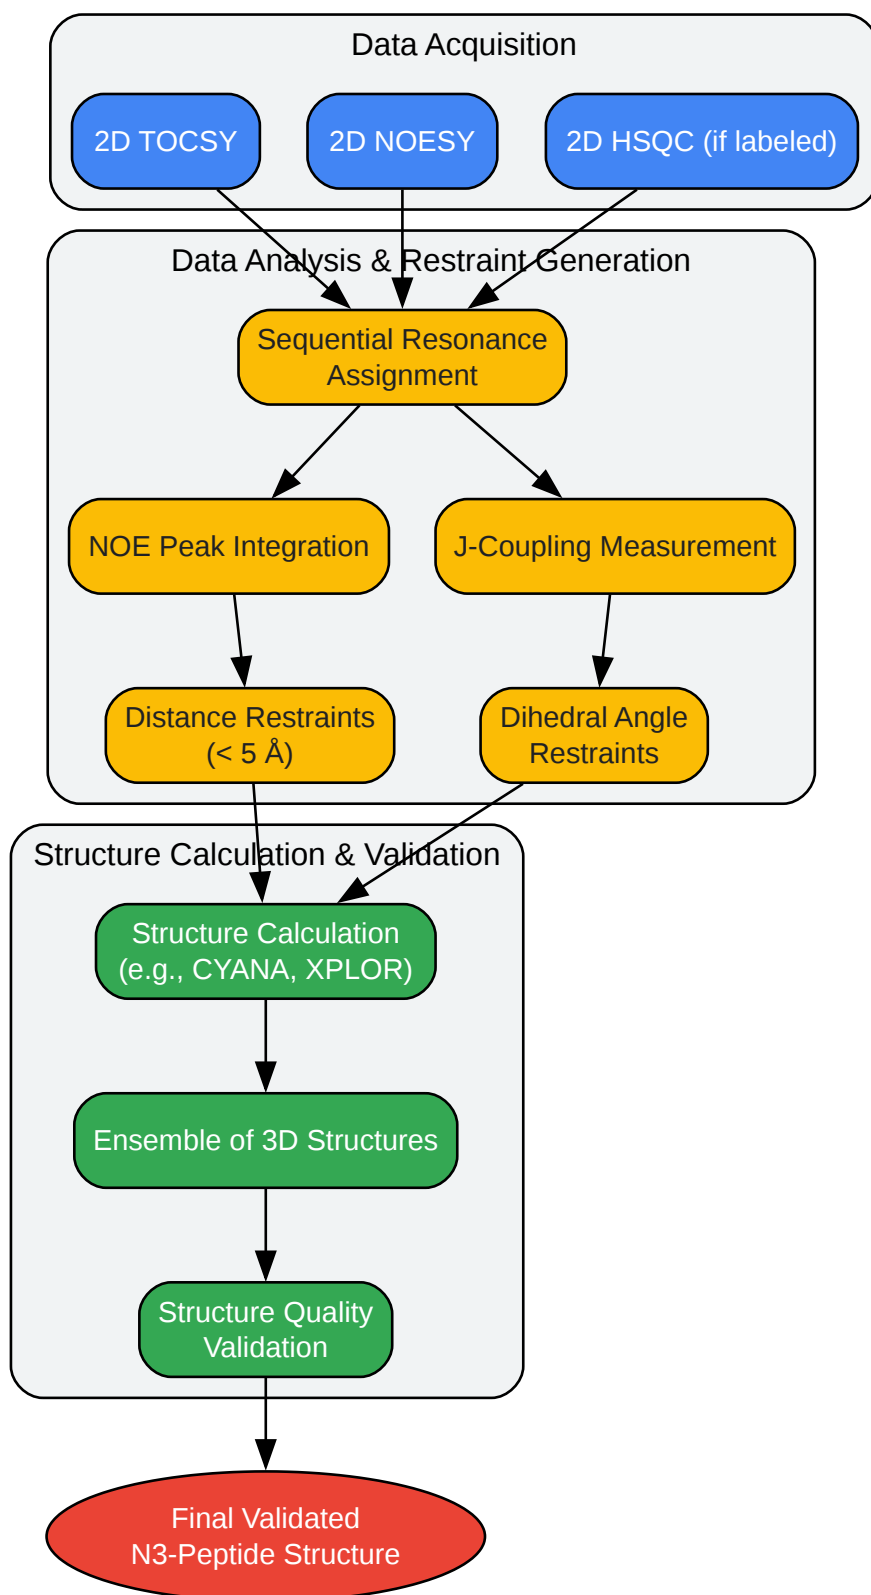 Data Acquisition
2D TOCSY
2D NOESY
2D HSQC (if labeled)
Data Analysis & Restraint Generation
Sequential Resonance
Assignment
NOE Peak Integration
J-Coupling Measurement
Distance Restraints
(< 5 Å)
Dihedral Angle
Restraints
Structure Calculation & Validation
Structure Calculation
(e.g., CYANA, XPLOR)
Ensemble of 3D Structures
Structure Quality
Validation
Final Validated
N3-Peptide Structure